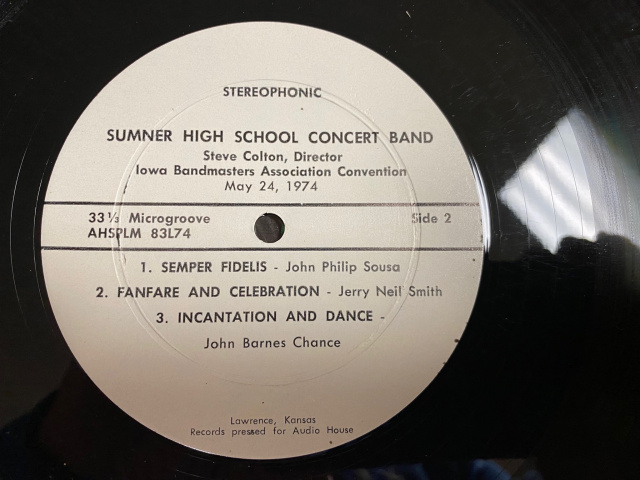 STEREOPHONIC
SUMNER HIGH SCHOOL CONCERT BAND
Steve Colton, Director
Iowa Bandmasters Association Convention
May 24, 1974
33⅓ Microgroove Side 2
AHSPLM 83L74
1. SEMPER FIDELIS - John Philip Sousa
2. FANFARE AND CELEBRATION - Jerry Neil Smith
3. INCANTATION AND DANCE -
John Barnes Chance
Lawrence, Kansas
Records pressed for Audio House